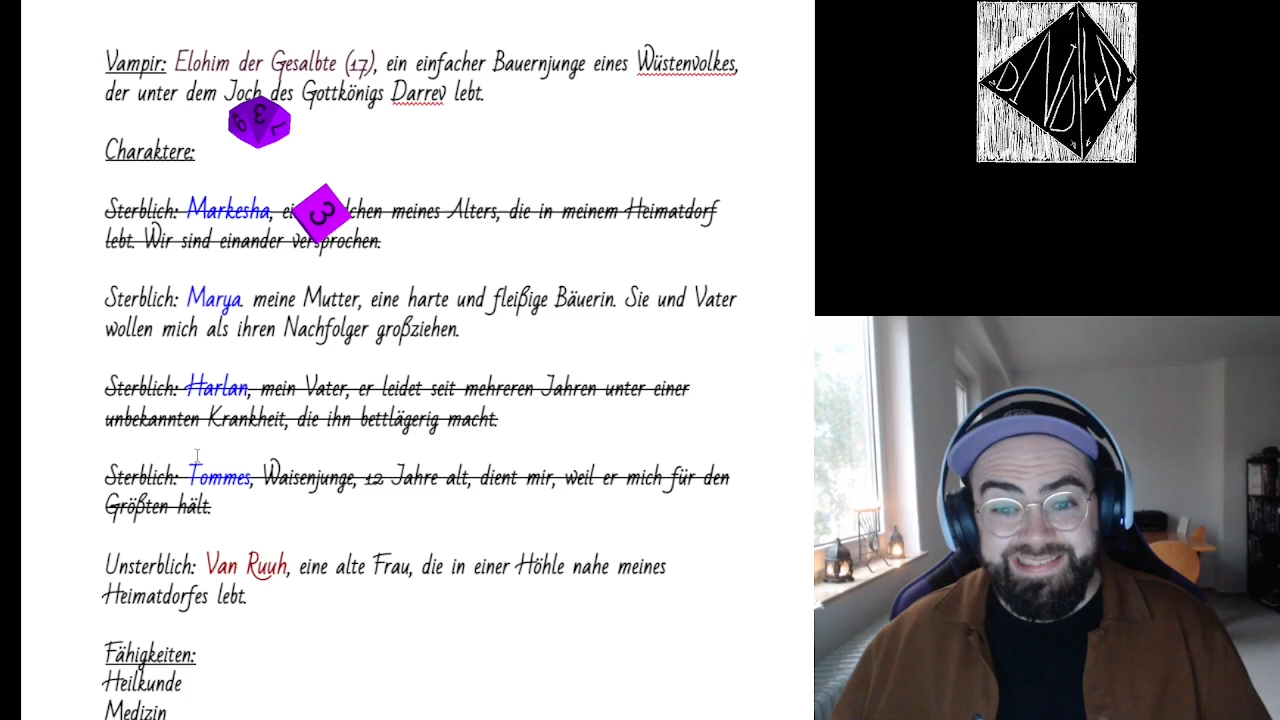 Vampir: Elohim der Gesalbte (17), ein einfacher Bauernjunge eines Wüstenvolkes,
der unter dem Joch des Gottkönigs Darrev lebt.
Charaktere:
Sterblich: Markesha, dchen meines Alters, die in meinem Heimatdorf
lebt. Wir sind einander versprochen.
Sterblich: Marya. meine Mutter, eine harte und fleißige Bäuerin. Sie und Vater
wollen mich als ihren Nachfolger großziehen.
Sterblich: Harlan, mein Vater, er leidet seit mehreren Jahren unter einer
unbekannten Krankheit, die ihn bettlägerig macht.
Sterblich: Tommes, Waisenjunge, 12 Jahre alt, dient mir, weil er mich für den
Größten hält.
Unsterblich: Van Ruuh, eine alte Frau, die in einer Höhle nahe meines
Heimatdorfes lebt.
Fähigkeiten:
Heilkunde
Medizin
3
3